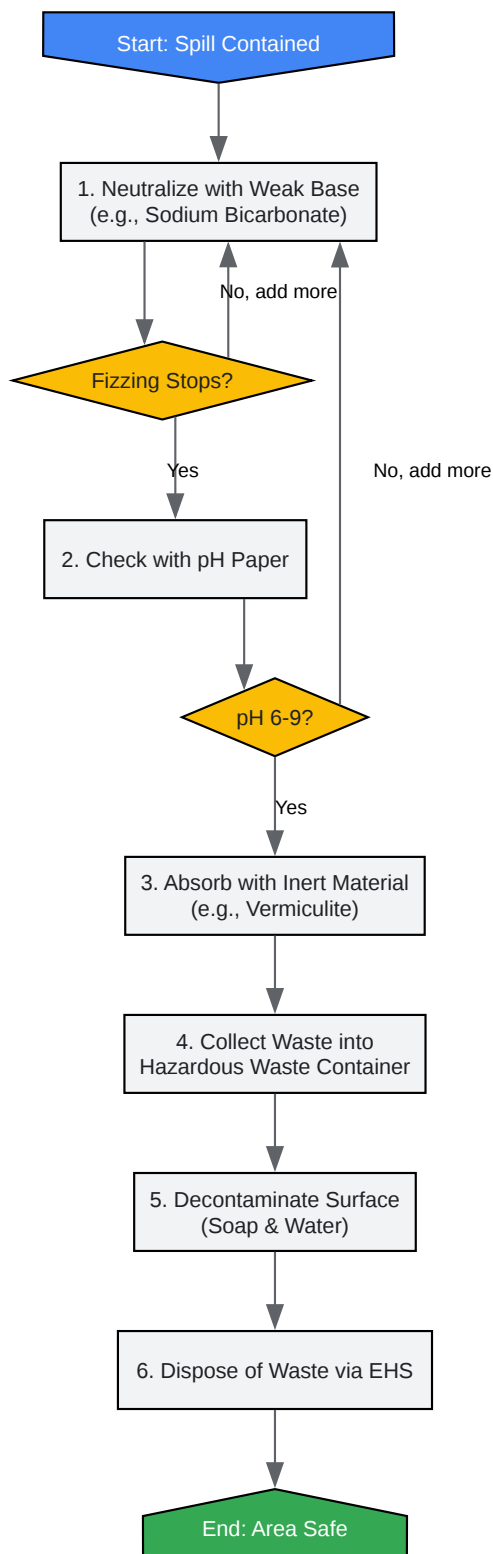 Start: Spill Contained
1. Neutralize with Weak Base
(e.g., Sodium Bicarbonate)
No, add more
Fizzing Stops?
Yes
No, add more
2. Check with pH Paper
pH 6-9?
Yes
3. Absorb with Inert Material
(e.g., Vermiculite)
4. Collect Waste into
Hazardous Waste Container
5. Decontaminate Surface
(Soap & Water)
6. Dispose of Waste via EHS
End: Area Safe